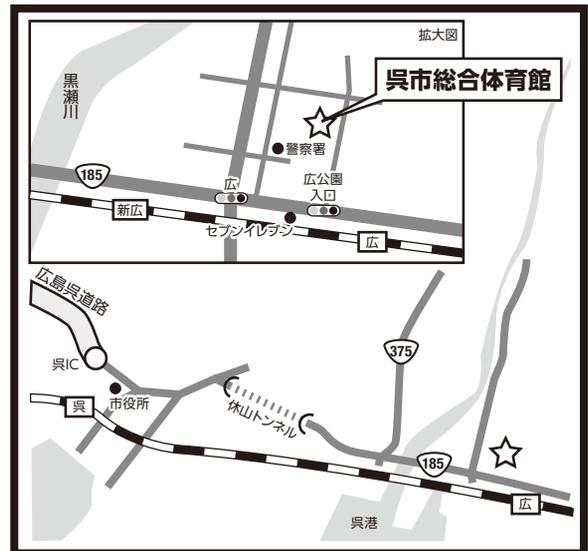 拡大図
呉市総合体育館
黒瀬川
警察署
185
広
広公園
入口
新広
セブンイレブン
広
広島呉道路
呉IC
375
市役所
呉
休山トンネル
185
広
呉港